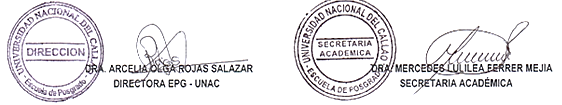 UNIVERSIDAD NACIONAL DEL CALLAO
DIRECCION
Escuela de Posgrado
DRA. ARCELIA OLGA ROJAS SALAZAR
DIRECTORA EPG - UNAC
UNIVERSIDAD NACIONAL DEL CALLAO
SECRETARIA
ACADEMICA
ESCUELA DE POSGRADO
DRA. MERCEDES LULILEA FERRER MEJIA
SECRETARIA ACADÉMICA